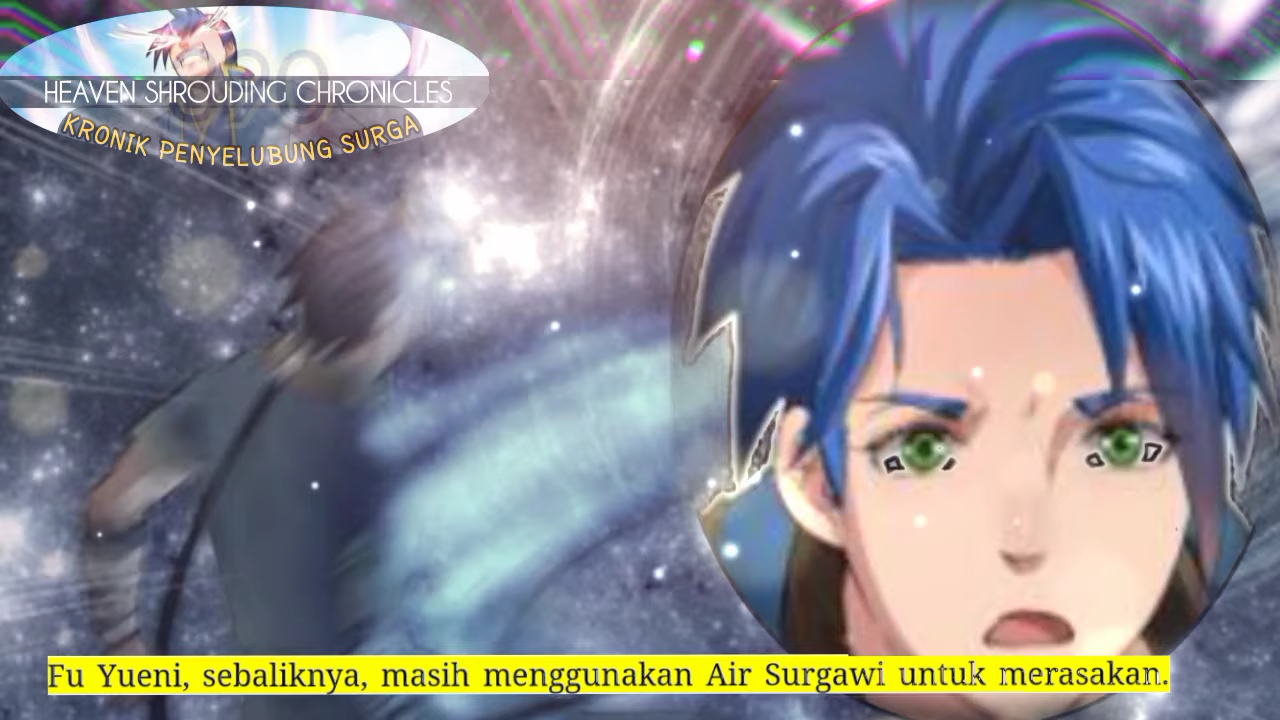 HEAVEN SHROUDING CHRONICLES
KRONIK PENYELUBUNG SURGA
Fu Yueni, sebaliknya, masih menggunakan Air Surgawi untuk merasakan.